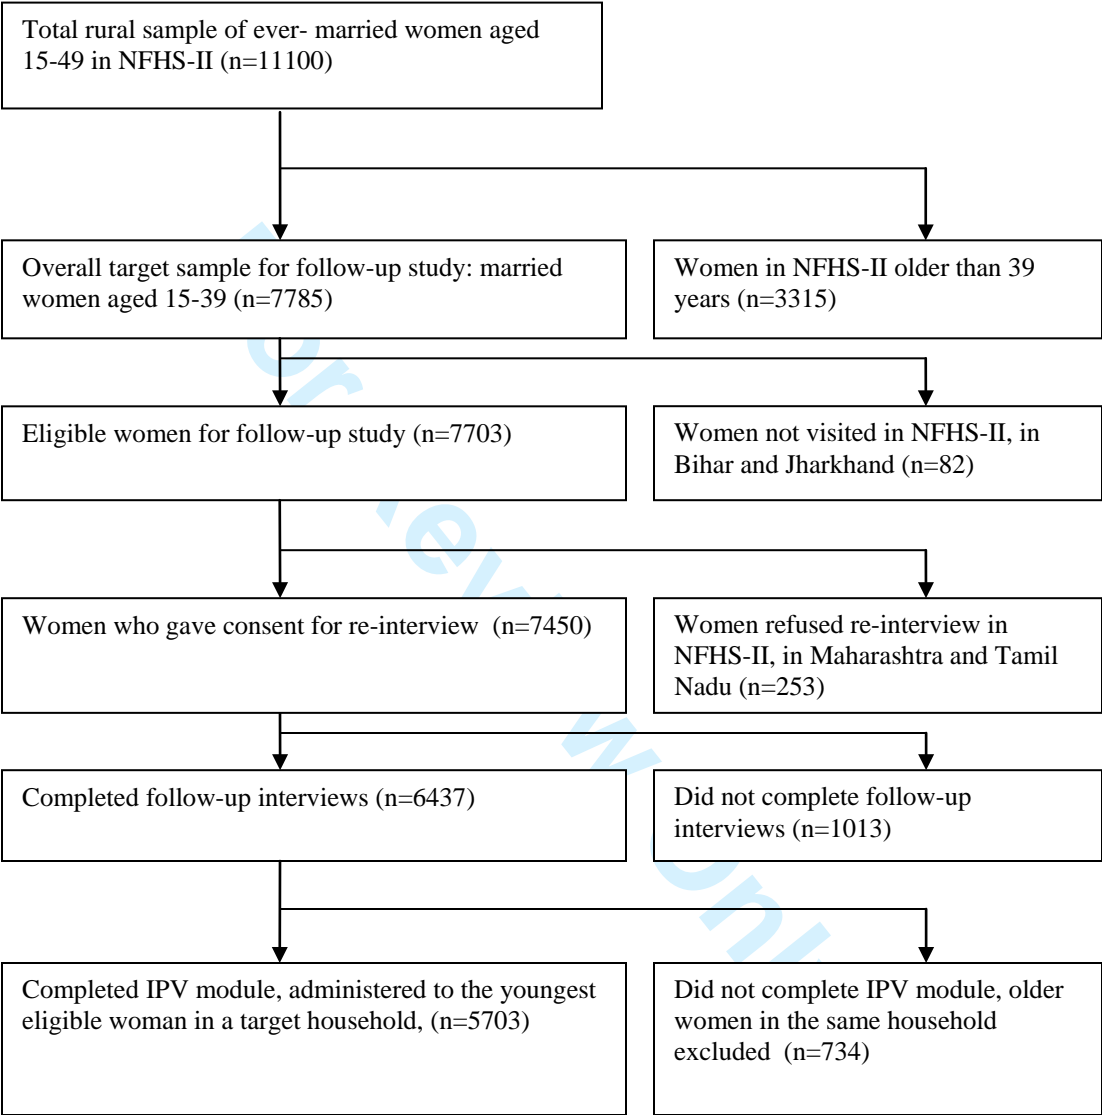 Total rural sample of ever- married women aged
15-49 in NFHS-II (n=11100)
Overall target sample for follow-up study: married
women aged 15-39 (n=7785)
Women in NFHS-II older than 39
years (n=3315)
Eligible women for follow-up study (n=7703)
Women not visited in NFHS-II, in
Bihar and Jharkhand (n=82)
Women who gave consent for re-interview (n=7450)
Women refused re-interview in
NFHS-II, in Maharashtra and Tamil
Nadu (n=253)
Completed follow-up interviews (n=6437)
Did not complete follow-up
interviews (n=1013)
Completed IPV module, administered to the youngest
eligible woman in a target household, (n=5703)
Did not complete IPV module, older
women in the same household
excluded (n=734)